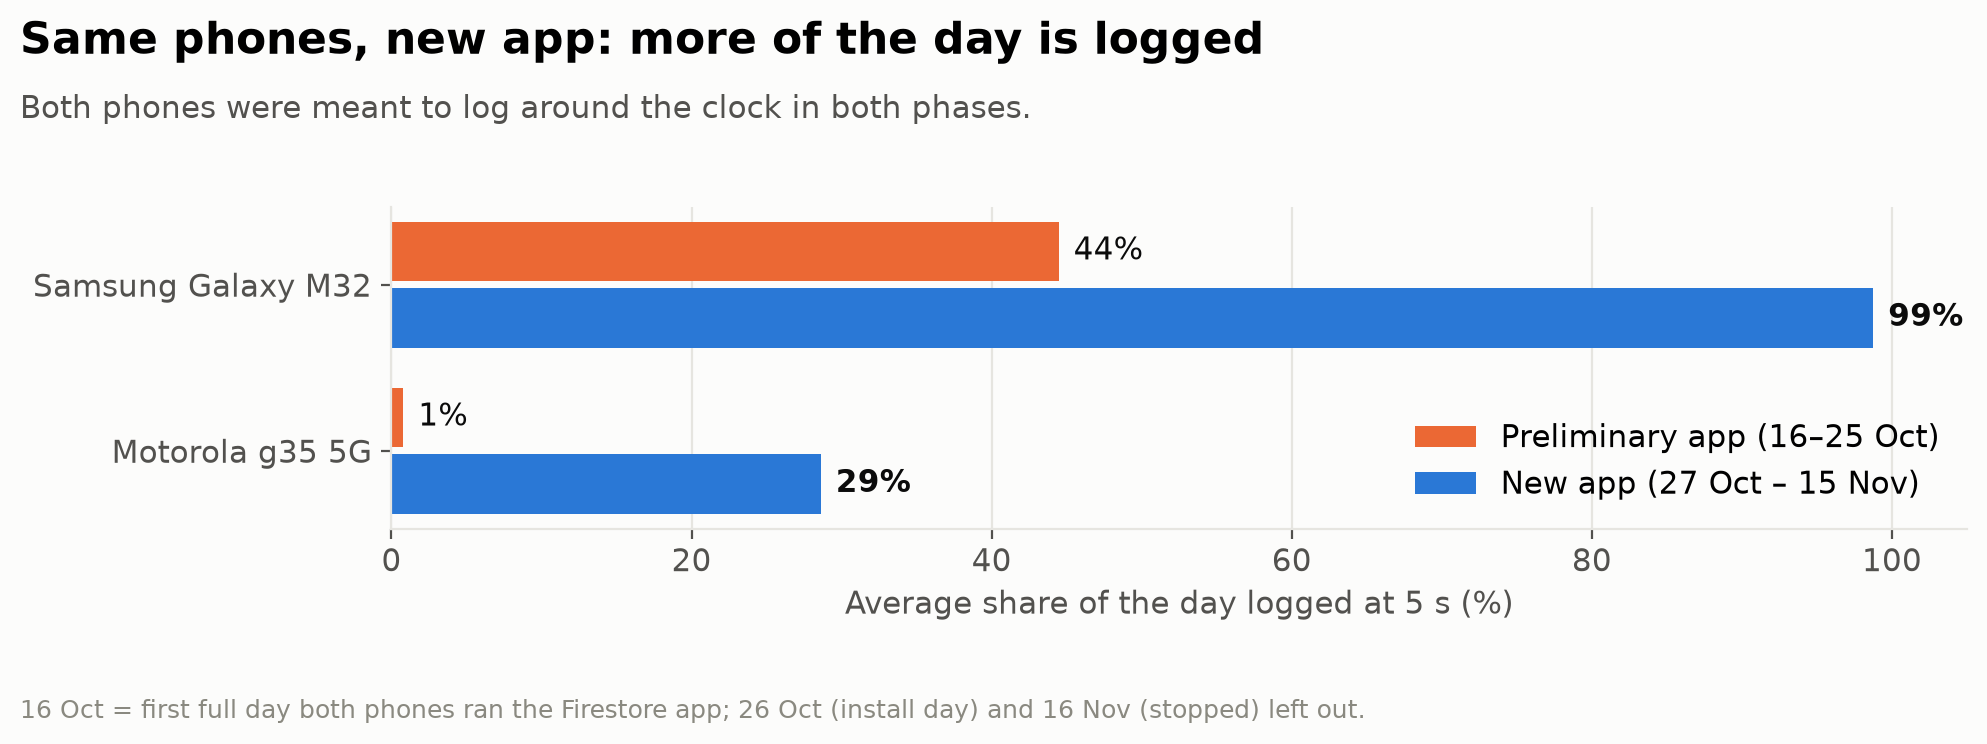 Same phones, new app: more of the day is logged
Both phones were meant to log around the clock in both phases.
Samsung Galaxy M32
44%
99%
Motorola g35 5G
1%
29%
Preliminary app (16–25 Oct)
New app (27 Oct – 15 Nov)
0 20 40 60 80 100
Average share of the day logged at 5 s (%)
16 Oct = first full day both phones ran the Firestore app; 26 Oct (install day) and 16 Nov (stopped) left out.